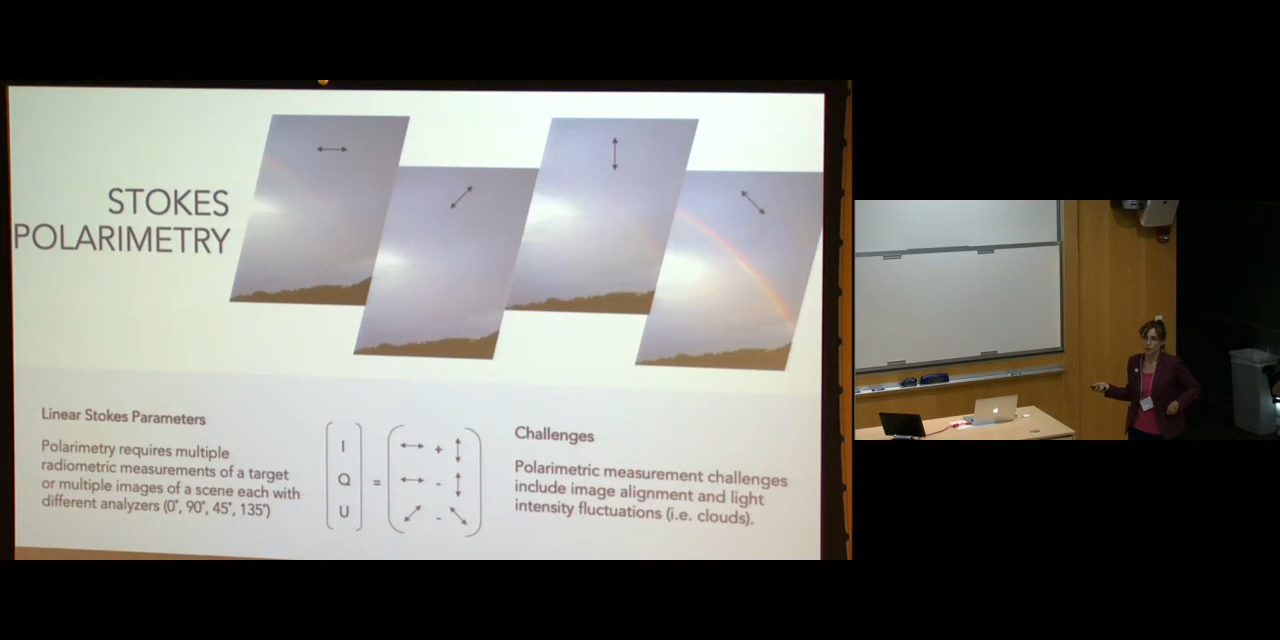 STOKES
POLARIMETRY
Linear Stokes Parameters
Polarimetry requires multiple
radiometric measurements of a target
or multiple images of a scene each with
different analyzers (0°, 90°, 45°, 135°)
I
Q
U
=
↔ + ↕
↔ - ↕
⤢ - ⤡
Challenges
Polarimetric measurement challenges
include image alignment and light
intensity fluctuations (i.e. clouds).